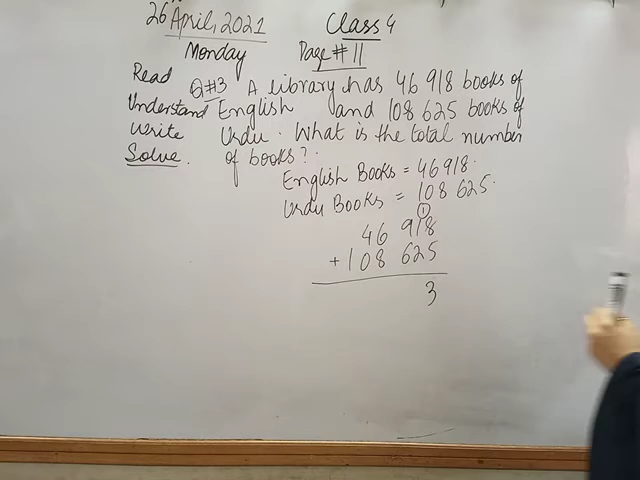 26 April, 2021 Class 4
Monday Page # 11
Read Q#3 A library has 46 918 books of
Understand English and 108 625 books of
Write Urdu. What is the total number
Solve. of books?
English Books = 46918.
Urdu Books = 108 625.
1
46 918
+ 108 625
3